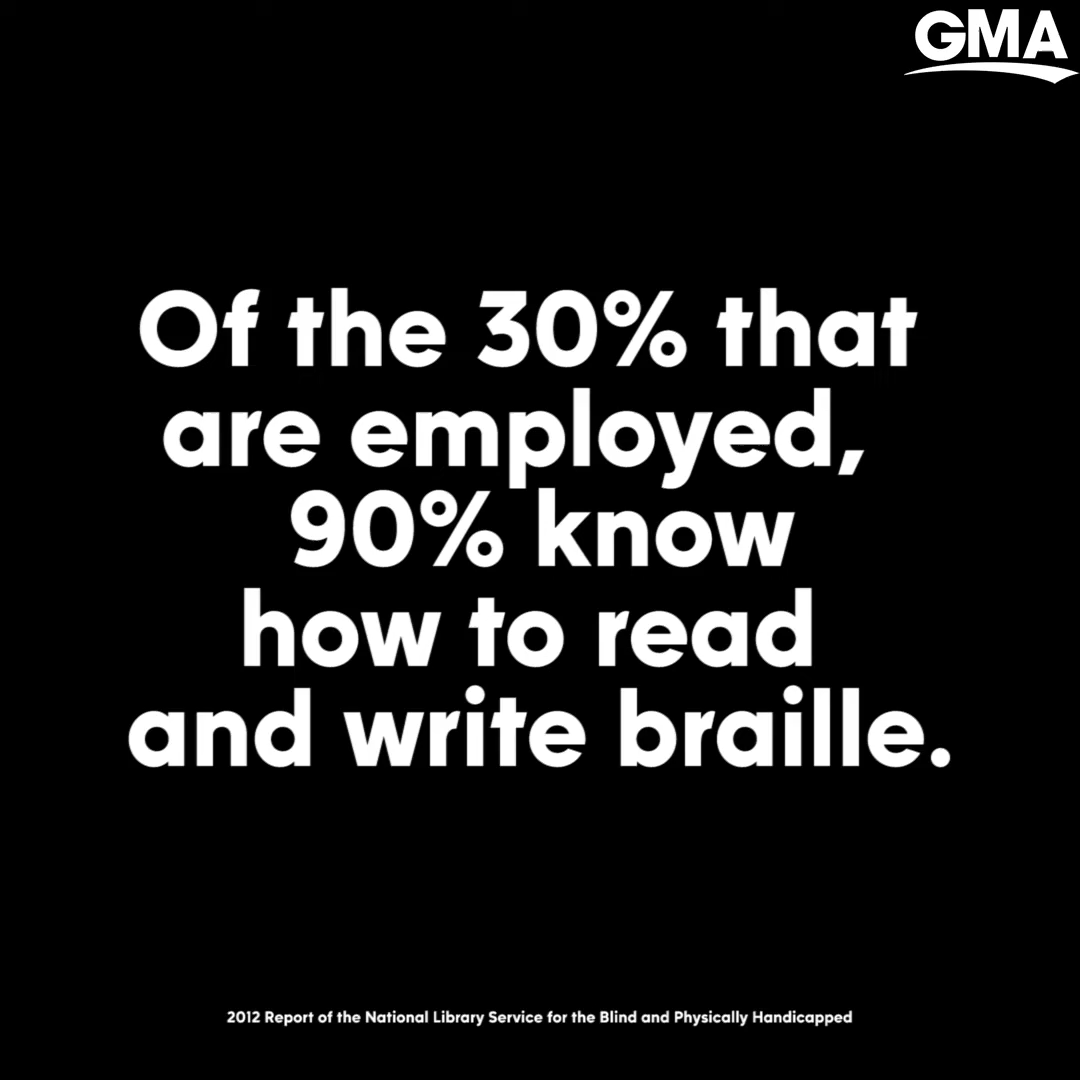 GMA
Of the 30% that
are employed,
90% know
how to read
and write braille.
2012 Report of the National Library Service for the Blind and Physically Handicapped